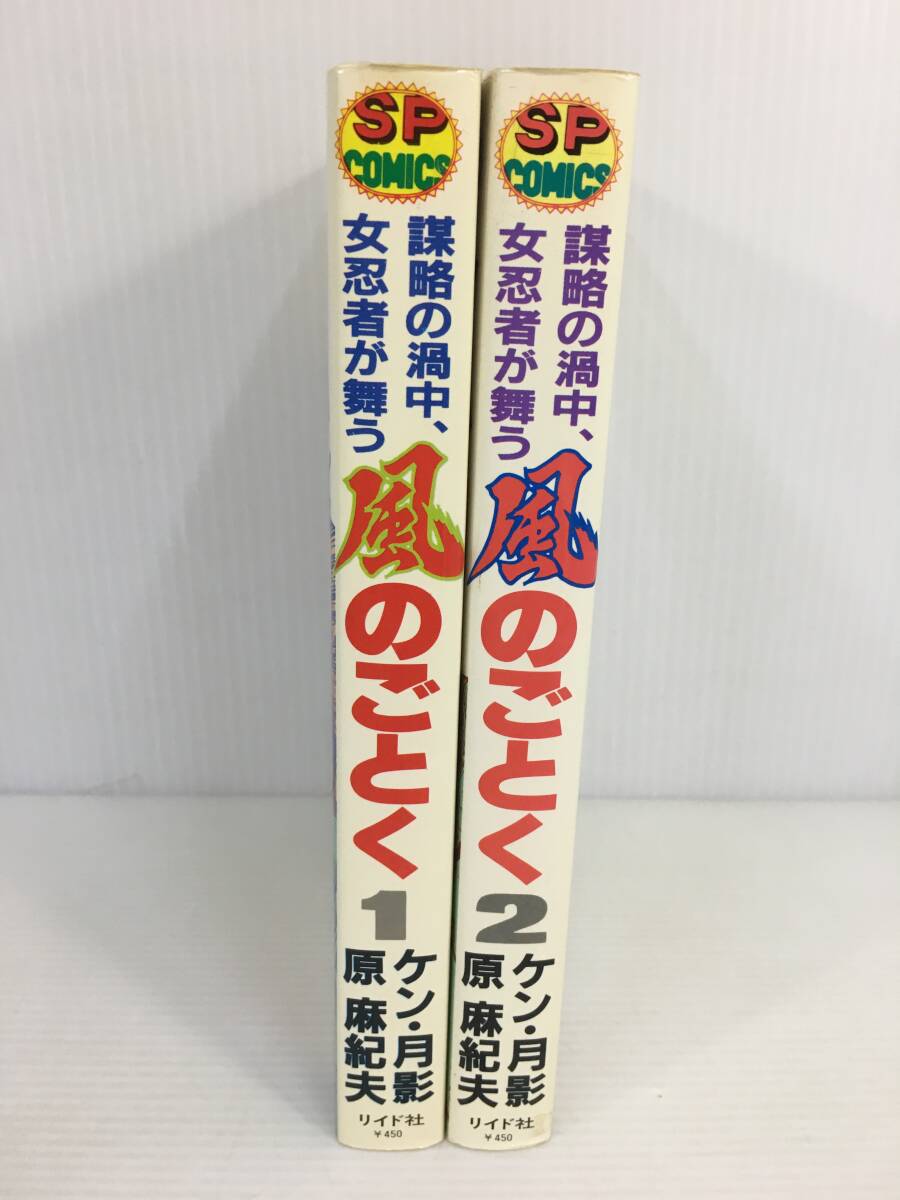 SP
COMICS
謀略の渦中、
女忍者が舞う
風のごとく
1
ケン・月影
原 麻紀夫
リイド社
¥450
SP
COMICS
謀略の渦中、
女忍者が舞う
風のごとく
2
ケン・月影
原 麻紀夫
リイド社
¥450